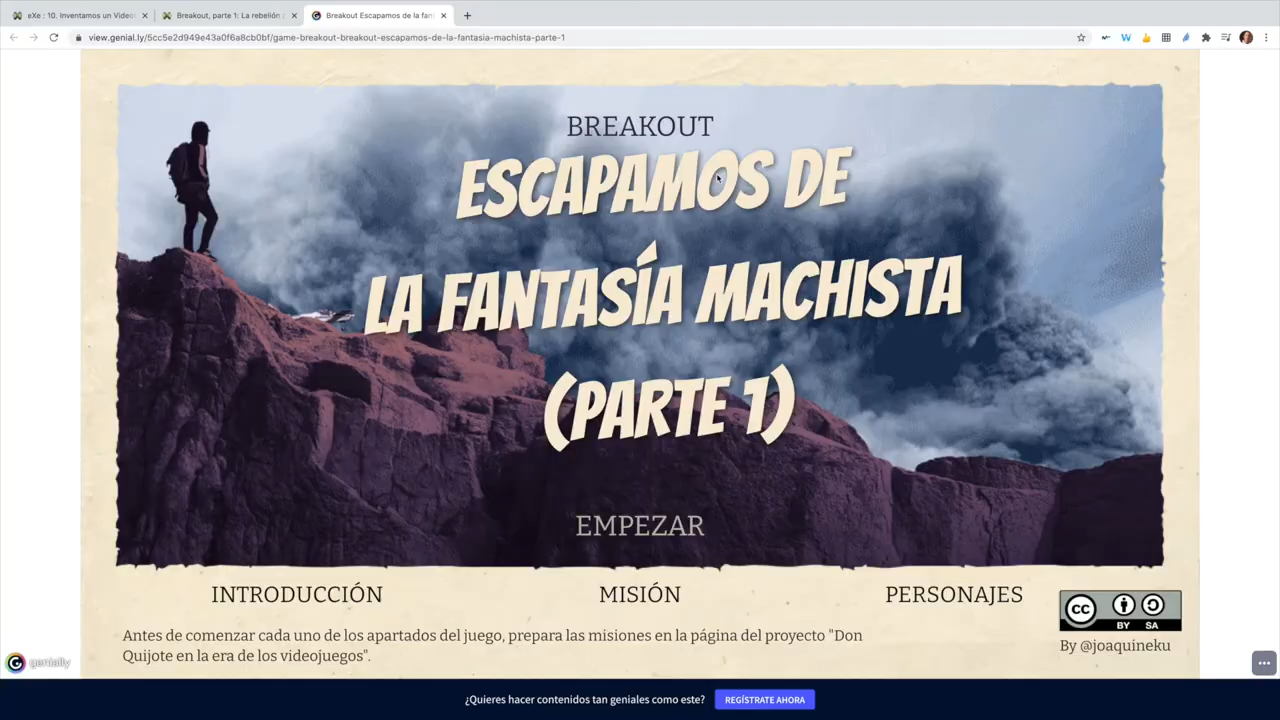 eXe : 10. Inventamos un Video
Breakout, parte 1: La rebelión
Breakout Escapamos de la fan
view.genial.ly/5cc5e2d949e43a0f6a8cb0bf/game-breakout-breakout-escapamos-de-la-fantasia-machista-parte-1
BREAKOUT
ESCAPAMOS DE
LA FANTASÍA MACHISTA
(PARTE 1)
EMPEZAR
INTRODUCCIÓN
MISIÓN
PERSONAJES
CC BY SA
Antes de comenzar cada uno de los apartados del juego, prepara las misiones en la página del proyecto "Don
Quijote en la era de los videojuegos".
By @joaquineku
genially
¿Quieres hacer contenidos tan geniales como este?
REGÍSTRATE AHORA